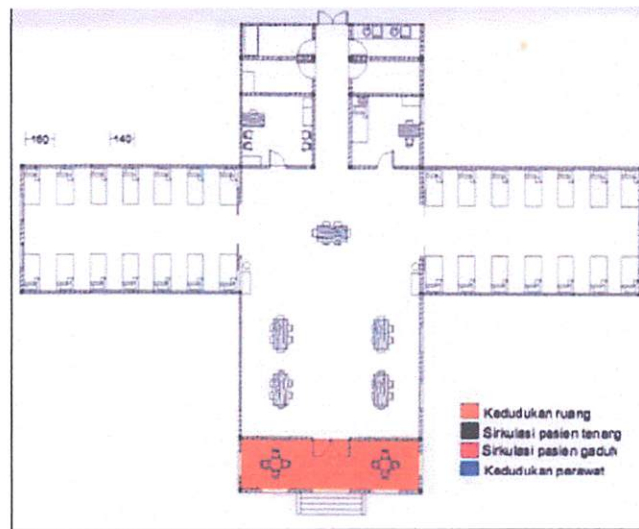 160 140
Kedudukan ruang
Sirkulasi pasien tenang
Sirkulasi pasien gaduh
Kedudukan perawat